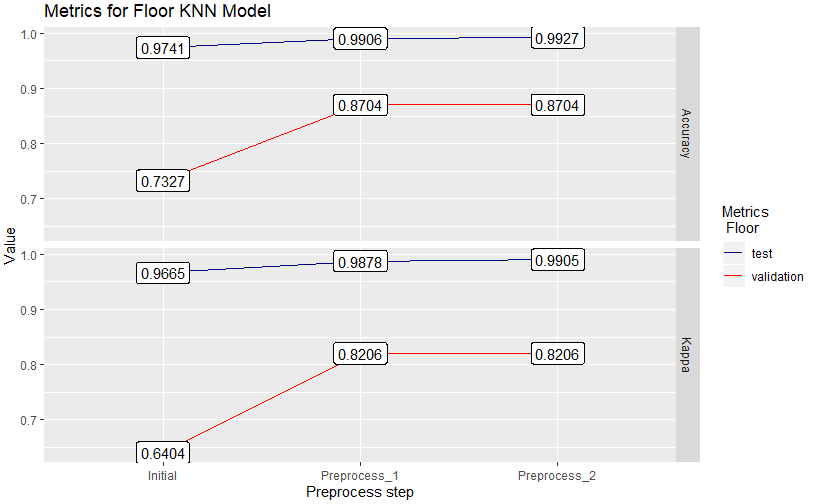 Metrics for Floor KNN Model
1.0
0.9
0.8
0.7
0.9741
0.9906
0.9927
0.7327
0.8704
0.8704
Accuracy
Value
1.0
0.9
0.8
0.7
0.9665
0.9878
0.9905
0.6404
0.8206
0.8206
Kappa
Initial
Preprocess_1
Preprocess_2
Preprocess step
Metrics
Floor
test
validation